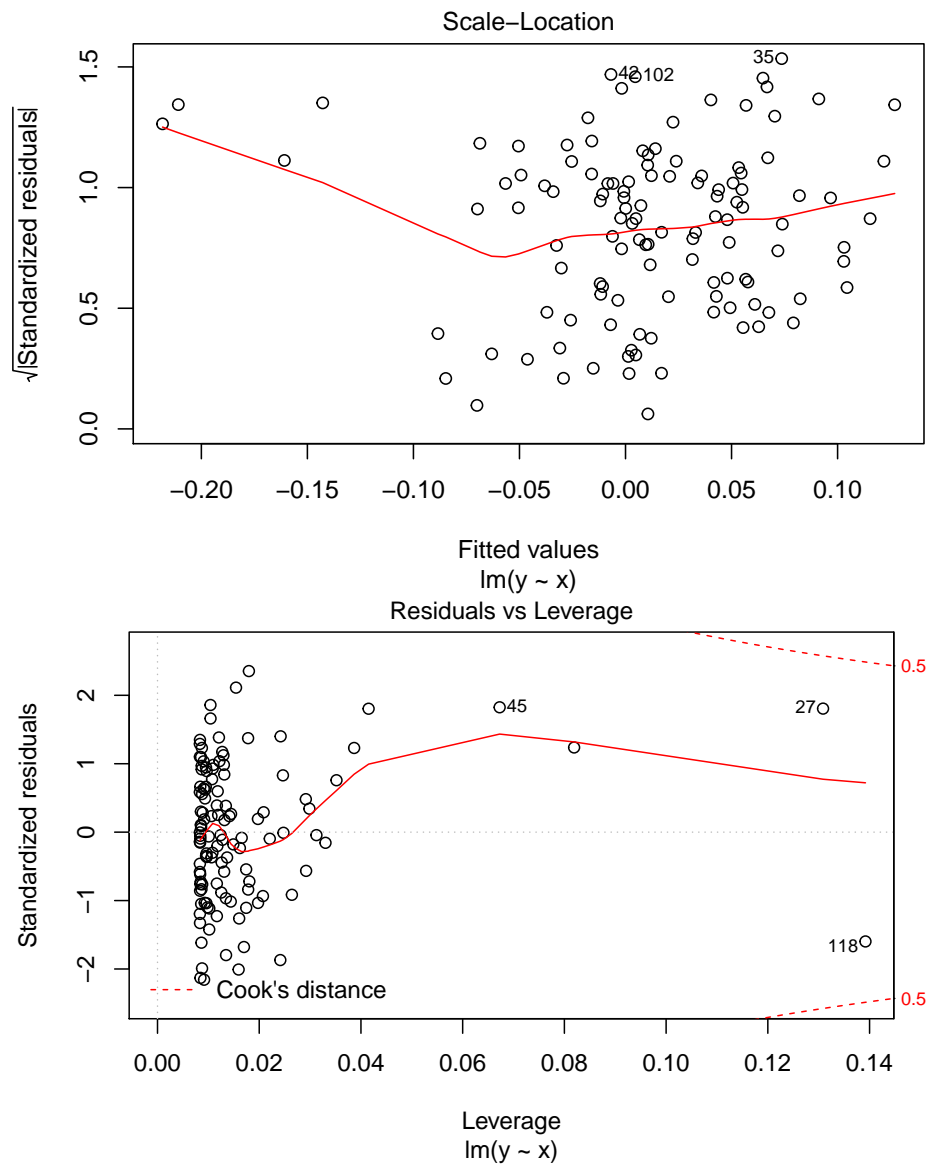 Scale−Location
√|Standardized residuals|
0.0 0.5 1.0 1.5
42 102 35
−0.20 −0.15 −0.10 −0.05 0.00 0.05 0.10
Fitted values
lm(y ~ x)
Residuals vs Leverage
Standardized residuals
−2 −1 0 1 2
0.5
45 27
118
0.5
Cook's distance
0.00 0.02 0.04 0.06 0.08 0.10 0.12 0.14
Leverage
lm(y ~ x)